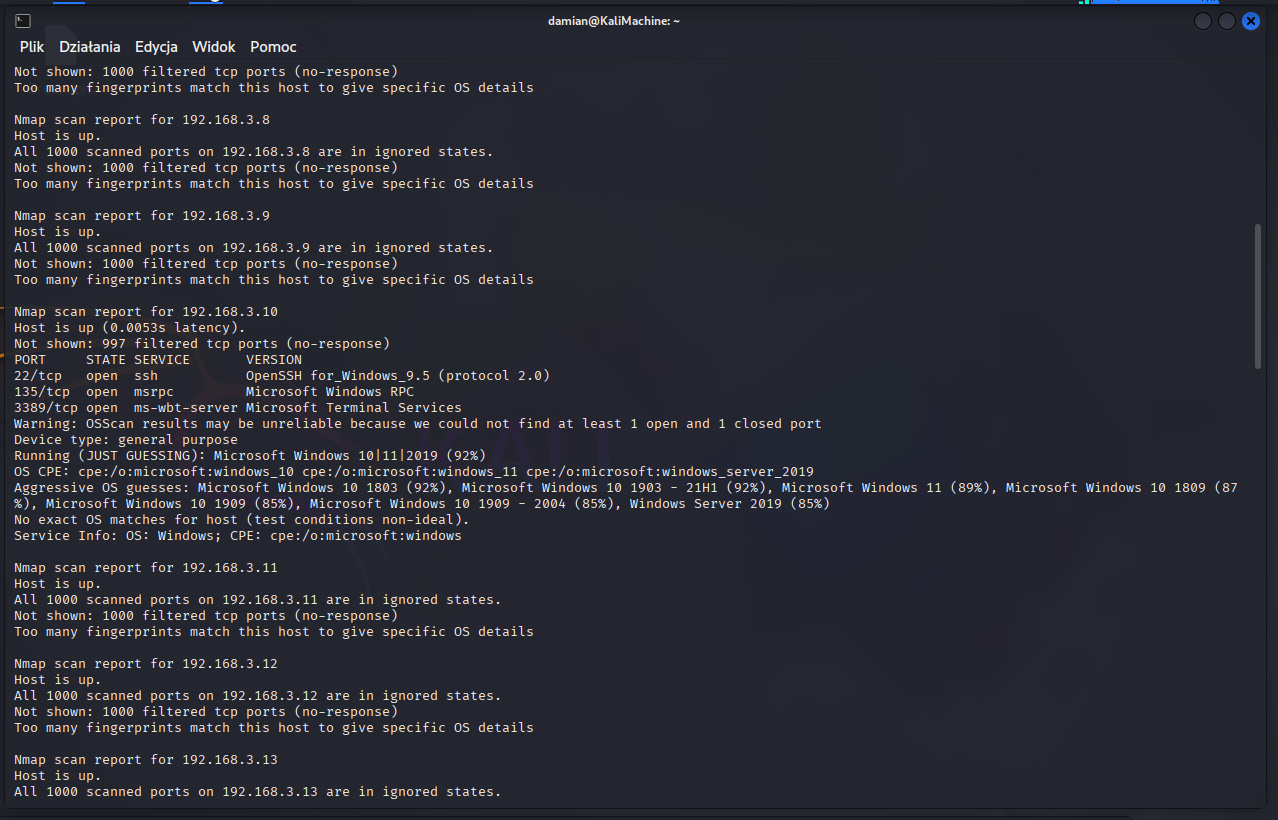 damian@KaliMachine: ~
Plik Działania Edycja Widok Pomoc
Not shown: 1000 filtered tcp ports (no-response)
Too many fingerprints match this host to give specific OS details

Nmap scan report for 192.168.3.8
Host is up.
All 1000 scanned ports on 192.168.3.8 are in ignored states.
Not shown: 1000 filtered tcp ports (no-response)
Too many fingerprints match this host to give specific OS details

Nmap scan report for 192.168.3.9
Host is up.
All 1000 scanned ports on 192.168.3.9 are in ignored states.
Not shown: 1000 filtered tcp ports (no-response)
Too many fingerprints match this host to give specific OS details

Nmap scan report for 192.168.3.10
Host is up (0.0053s latency).
Not shown: 997 filtered tcp ports (no-response)
PORT     STATE SERVICE       VERSION
22/tcp   open  ssh           OpenSSH for_Windows_9.5 (protocol 2.0)
135/tcp  open  msrpc         Microsoft Windows RPC
3389/tcp open  ms-wbt-server Microsoft Terminal Services
Warning: OSScan results may be unreliable because we could not find at least 1 open and 1 closed port
Device type: general purpose
Running (JUST GUESSING): Microsoft Windows 10|11|2019 (92%)
OS CPE: cpe:/o:microsoft:windows_10 cpe:/o:microsoft:windows_11 cpe:/o:microsoft:windows_server_2019
Aggressive OS guesses: Microsoft Windows 10 1803 (92%), Microsoft Windows 10 1903 - 21H1 (92%), Microsoft Windows 11 (89%), Microsoft Windows 10 1809 (87
%), Microsoft Windows 10 1909 (85%), Microsoft Windows 10 1909 - 2004 (85%), Windows Server 2019 (85%)
No exact OS matches for host (test conditions non-ideal).
Service Info: OS: Windows; CPE: cpe:/o:microsoft:windows

Nmap scan report for 192.168.3.11
Host is up.
All 1000 scanned ports on 192.168.3.11 are in ignored states.
Not shown: 1000 filtered tcp ports (no-response)
Too many fingerprints match this host to give specific OS details

Nmap scan report for 192.168.3.12
Host is up.
All 1000 scanned ports on 192.168.3.12 are in ignored states.
Not shown: 1000 filtered tcp ports (no-response)
Too many fingerprints match this host to give specific OS details

Nmap scan report for 192.168.3.13
Host is up.
All 1000 scanned ports on 192.168.3.13 are in ignored states.